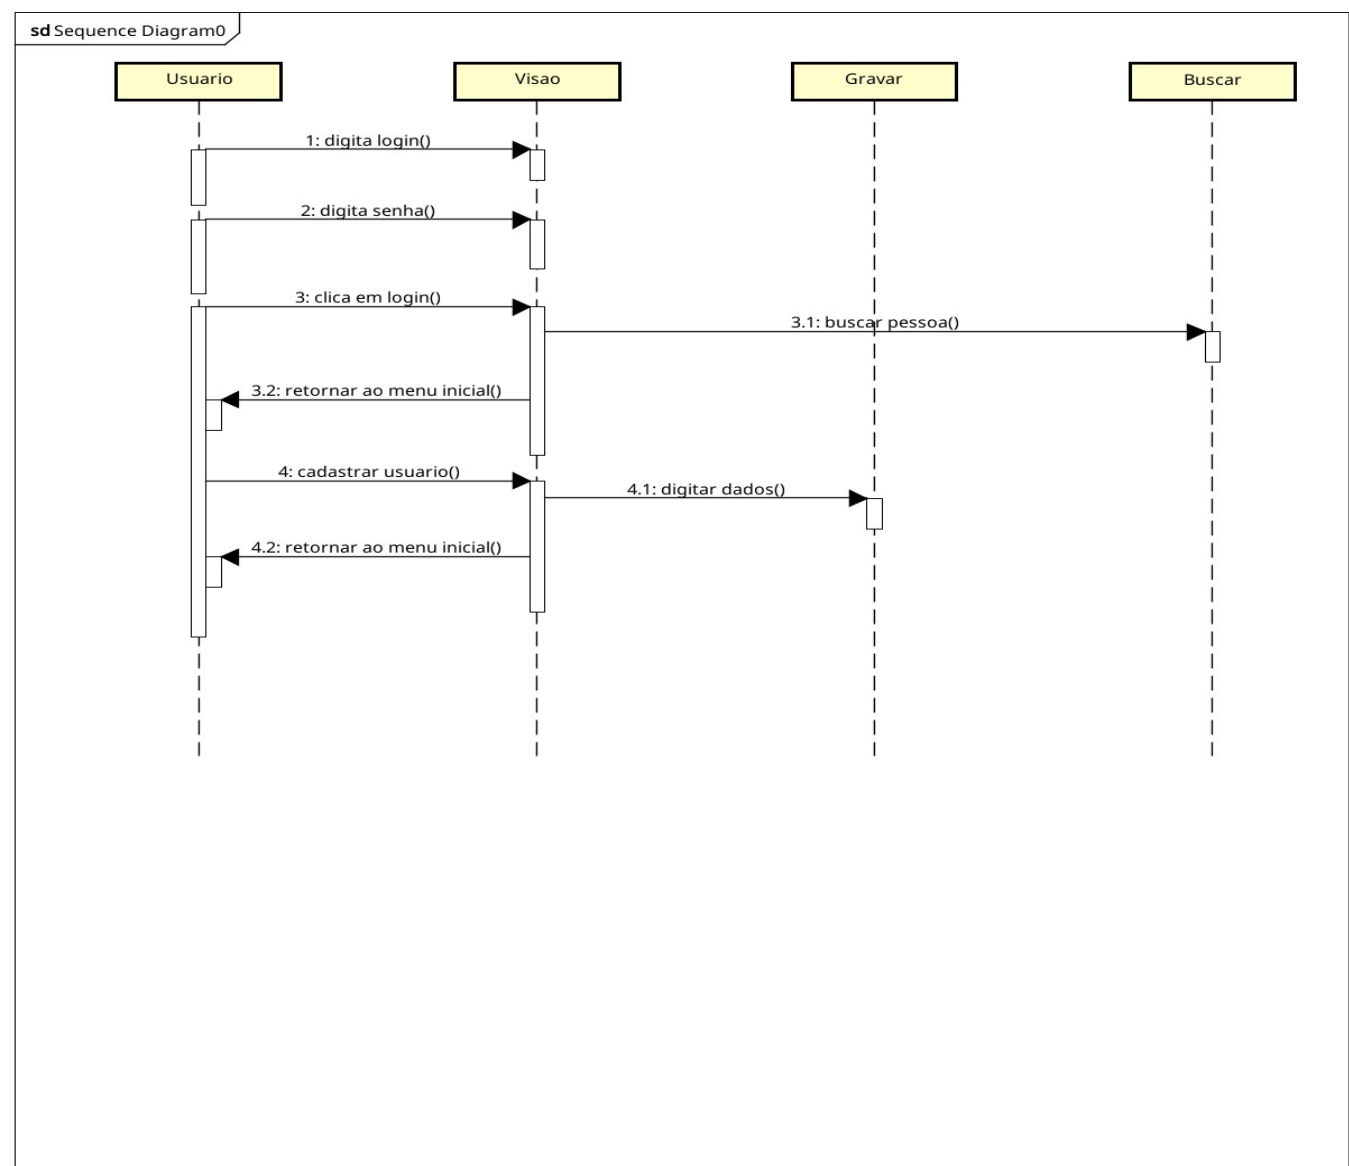 sd Sequence Diagram0
Usuario
Visao
Gravar
Buscar
1: digita login()
2: digita senha()
3: clica em login()
3.1: buscar pessoa()
3.2: retornar ao menu inicial()
4: cadastrar usuario()
4.1: digitar dados()
4.2: retornar ao menu inicial()